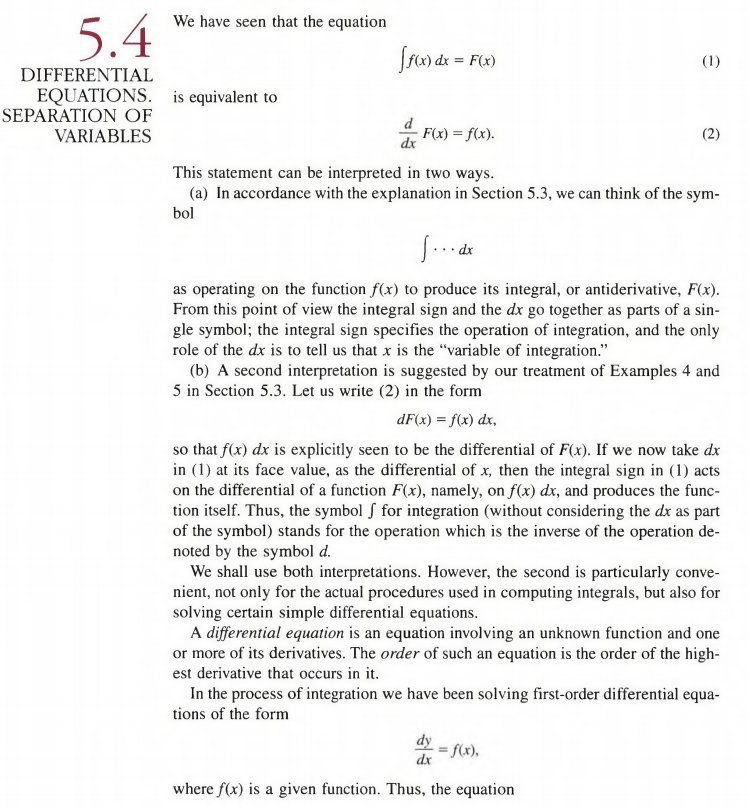 5.4
DIFFERENTIAL
EQUATIONS.
SEPARATION OF
VARIABLES
We have seen that the equation
∫ f(x) dx = F(x) (1)
is equivalent to
d/dx F(x) = f(x). (2)
This statement can be interpreted in two ways.
(a) In accordance with the explanation in Section 5.3, we can think of the sym-
bol
∫ · · · dx
as operating on the function f(x) to produce its integral, or antiderivative, F(x).
From this point of view the integral sign and the dx go together as parts of a sin-
gle symbol; the integral sign specifies the operation of integration, and the only
role of the dx is to tell us that x is the “variable of integration.”
(b) A second interpretation is suggested by our treatment of Examples 4 and
5 in Section 5.3. Let us write (2) in the form
dF(x) = f(x) dx,
so that f(x) dx is explicitly seen to be the differential of F(x). If we now take dx
in (1) at its face value, as the differential of x, then the integral sign in (1) acts
on the differential of a function F(x), namely, on f(x) dx, and produces the func-
tion itself. Thus, the symbol ∫ for integration (without considering the dx as part
of the symbol) stands for the operation which is the inverse of the operation de-
noted by the symbol d.
We shall use both interpretations. However, the second is particularly conve-
nient, not only for the actual procedures used in computing integrals, but also for
solving certain simple differential equations.
A differential equation is an equation involving an unknown function and one
or more of its derivatives. The order of such an equation is the order of the high-
est derivative that occurs in it.
In the process of integration we have been solving first-order differential equa-
tions of the form
dy/dx = f(x),
where f(x) is a given function. Thus, the equation